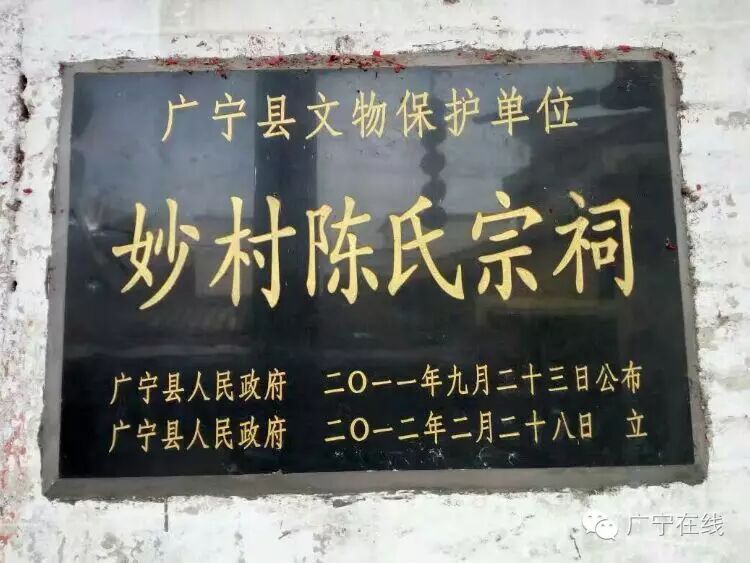 广宁县文物保护单位
妙村陈氏宗祠
广宁县人民政府 二〇一一年九月二十三日公布
广宁县人民政府 二〇一二年二月二十八日 立
广宁在线